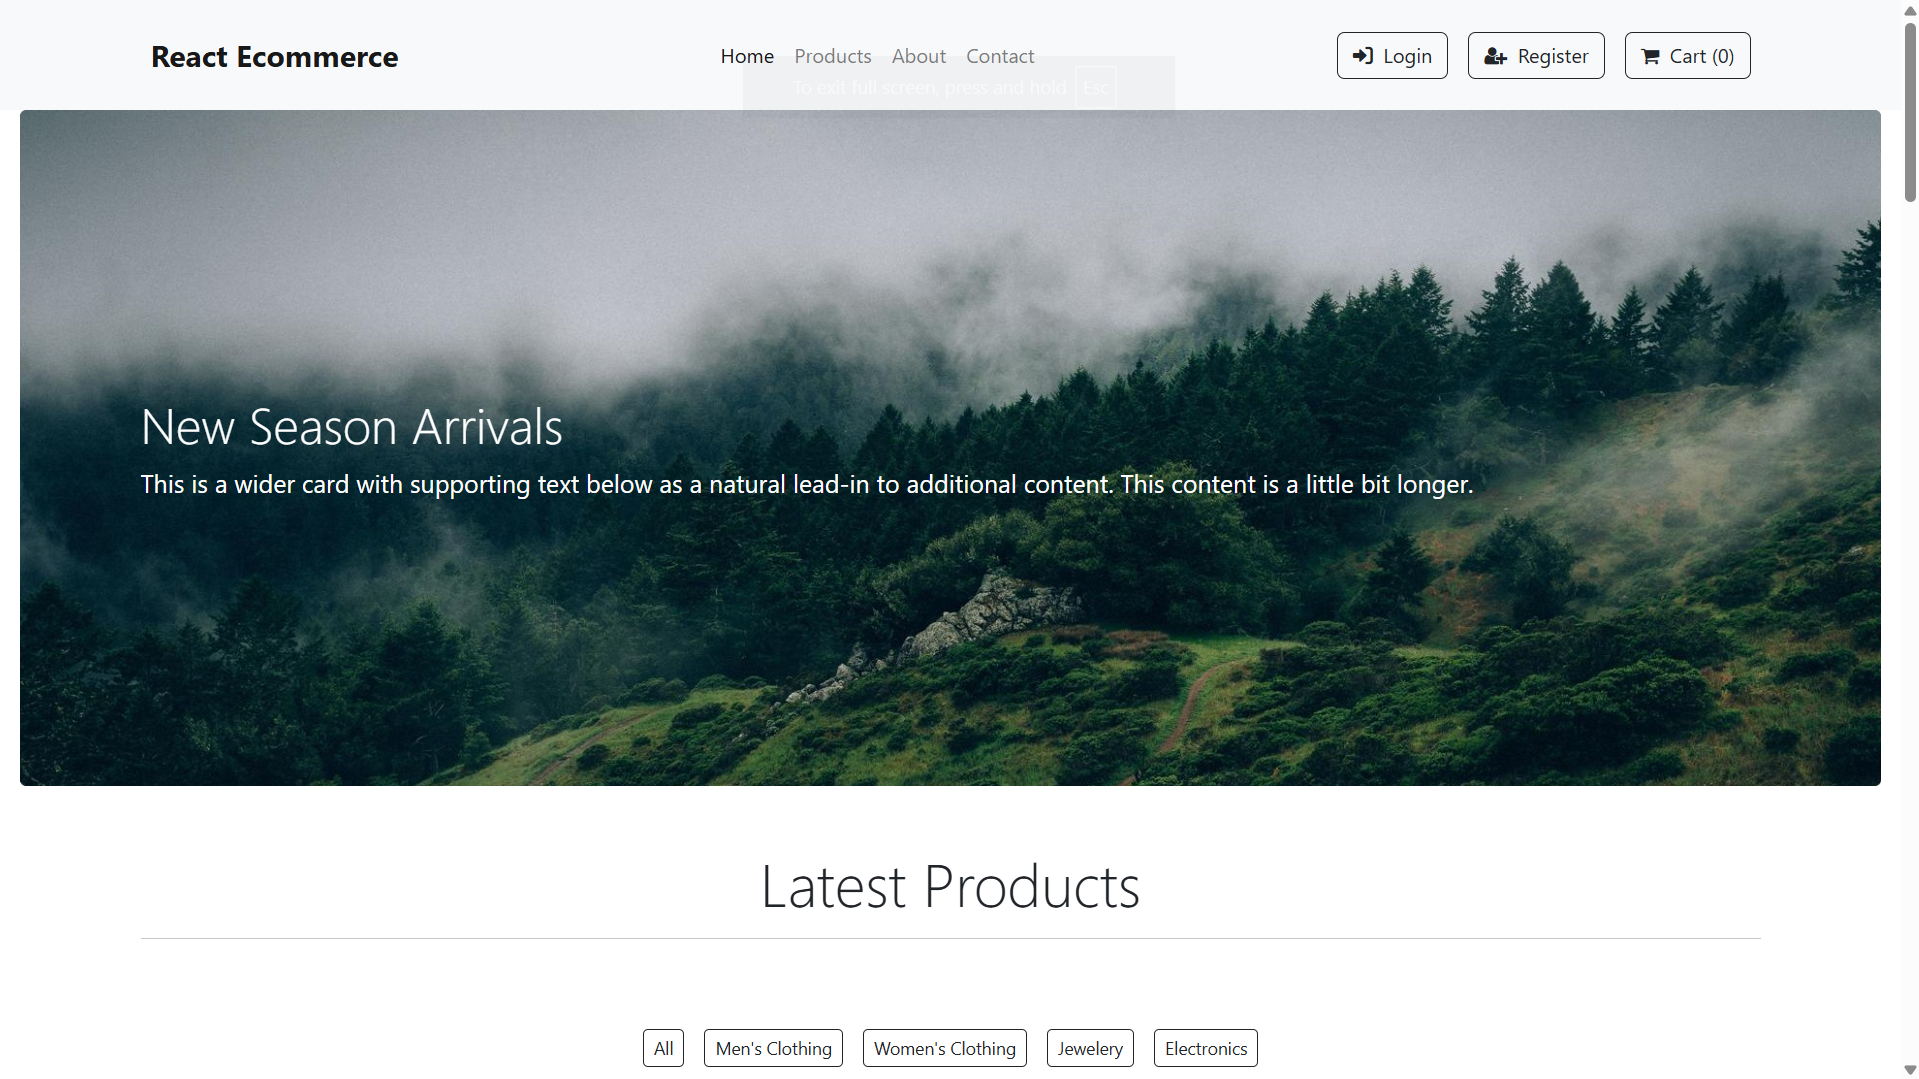 React Ecommerce
Home Products About Contact
Login
Register
Cart (0)
To exit full screen, press and hold Esc
New Season Arrivals
This is a wider card with supporting text below as a natural lead-in to additional content. This content is a little bit longer.
Latest Products
All
Men's Clothing
Women's Clothing
Jewelery
Electronics